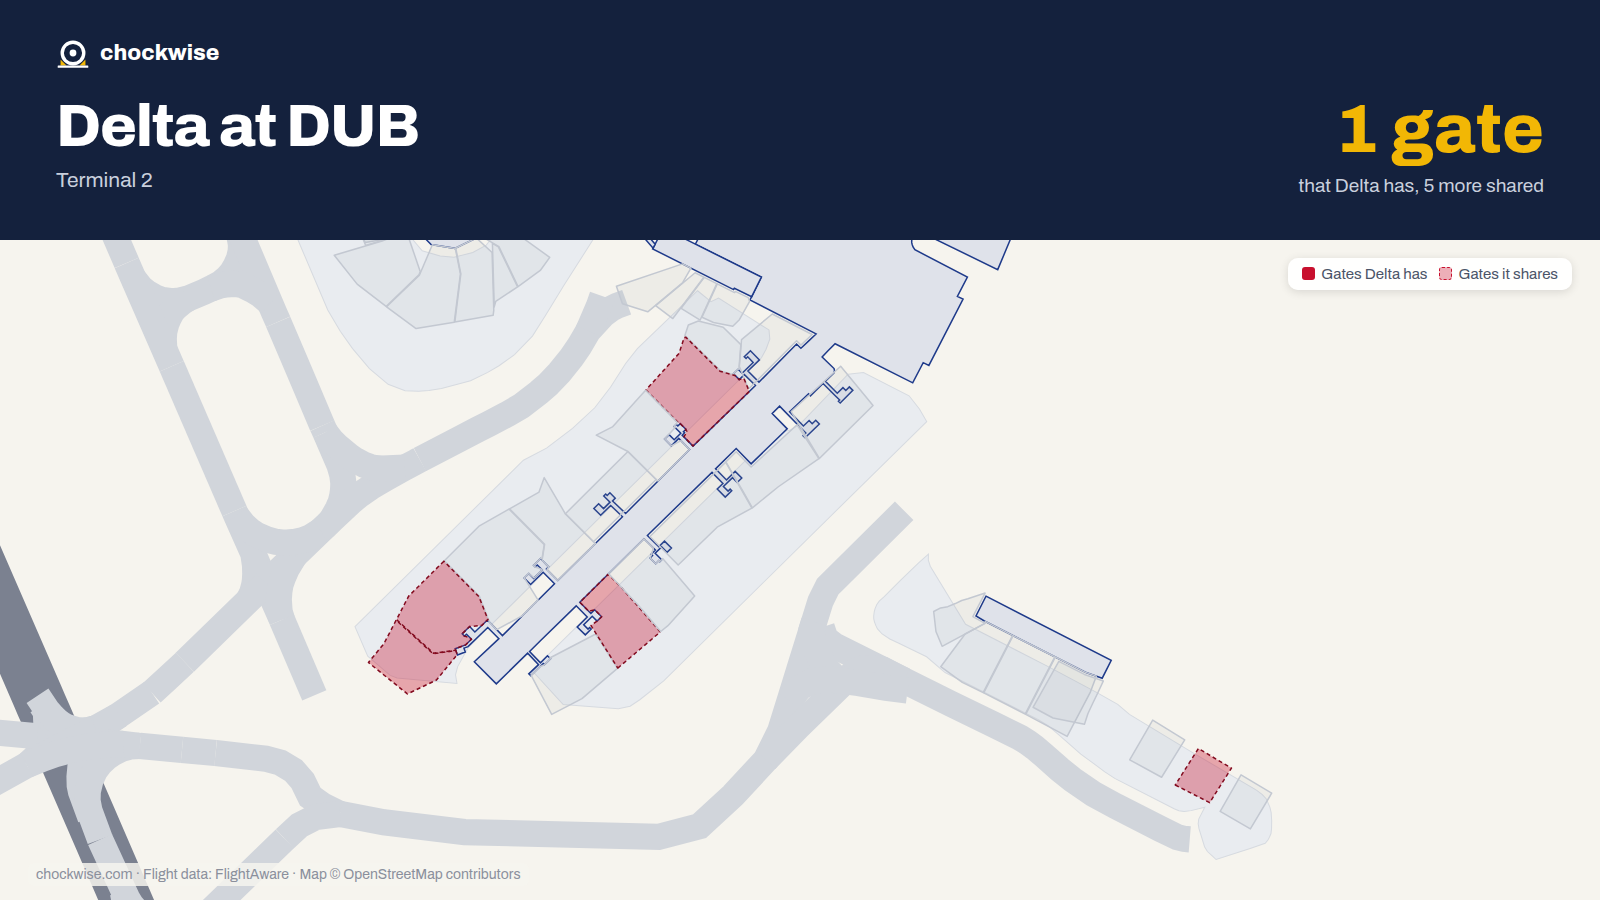 chockwise
Delta at DUB
Terminal 2
1 gate
that Delta has, 5 more shared
Gates Delta has
Gates it shares
chockwise.com · Flight data: FlightAware · Map © OpenStreetMap contributors